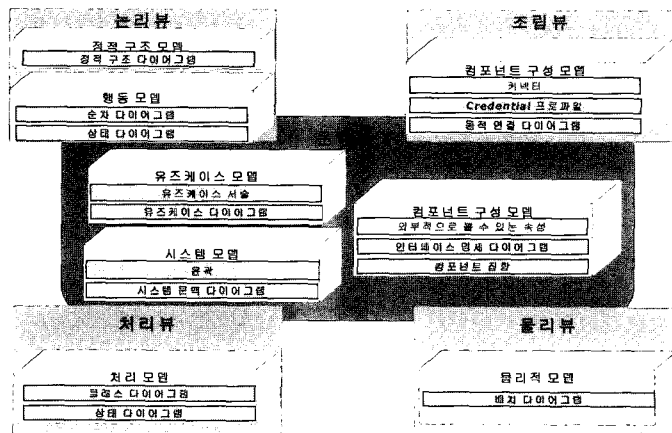 논리뷰
정적 구조 모델
정적 구조 다이어그램
행동 모델
순차 다이어그램
상태 다이어그램
조립뷰
컴포넌트 구성 모델
커넥터
Credential 프로파일
동적 연결 다이어그램
유즈케이스 모델
유즈케이스 서술
유즈케이스 다이어그램
시스템 모델
윤곽
시스템 문맥 다이어그램
컴포넌트 구성 모델
외부적으로 볼 수 있는 속성
인터페이스 명세 다이어그램
컴포넌트 집합
처리뷰
처리 모델
클래스 다이어그램
상태 다이어그램
물리뷰
물리적 모델
배치 다이어그램